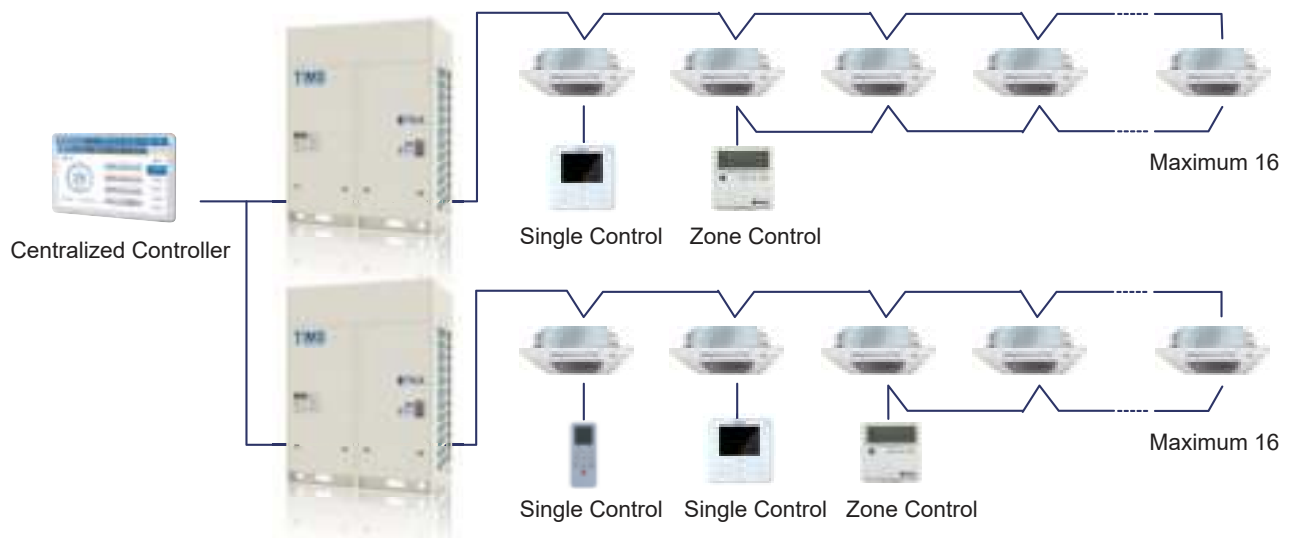 Maximum 16
Single Control
Zone Control
Centralized Controller
Maximum 16
Single Control
Single Control
Zone Control